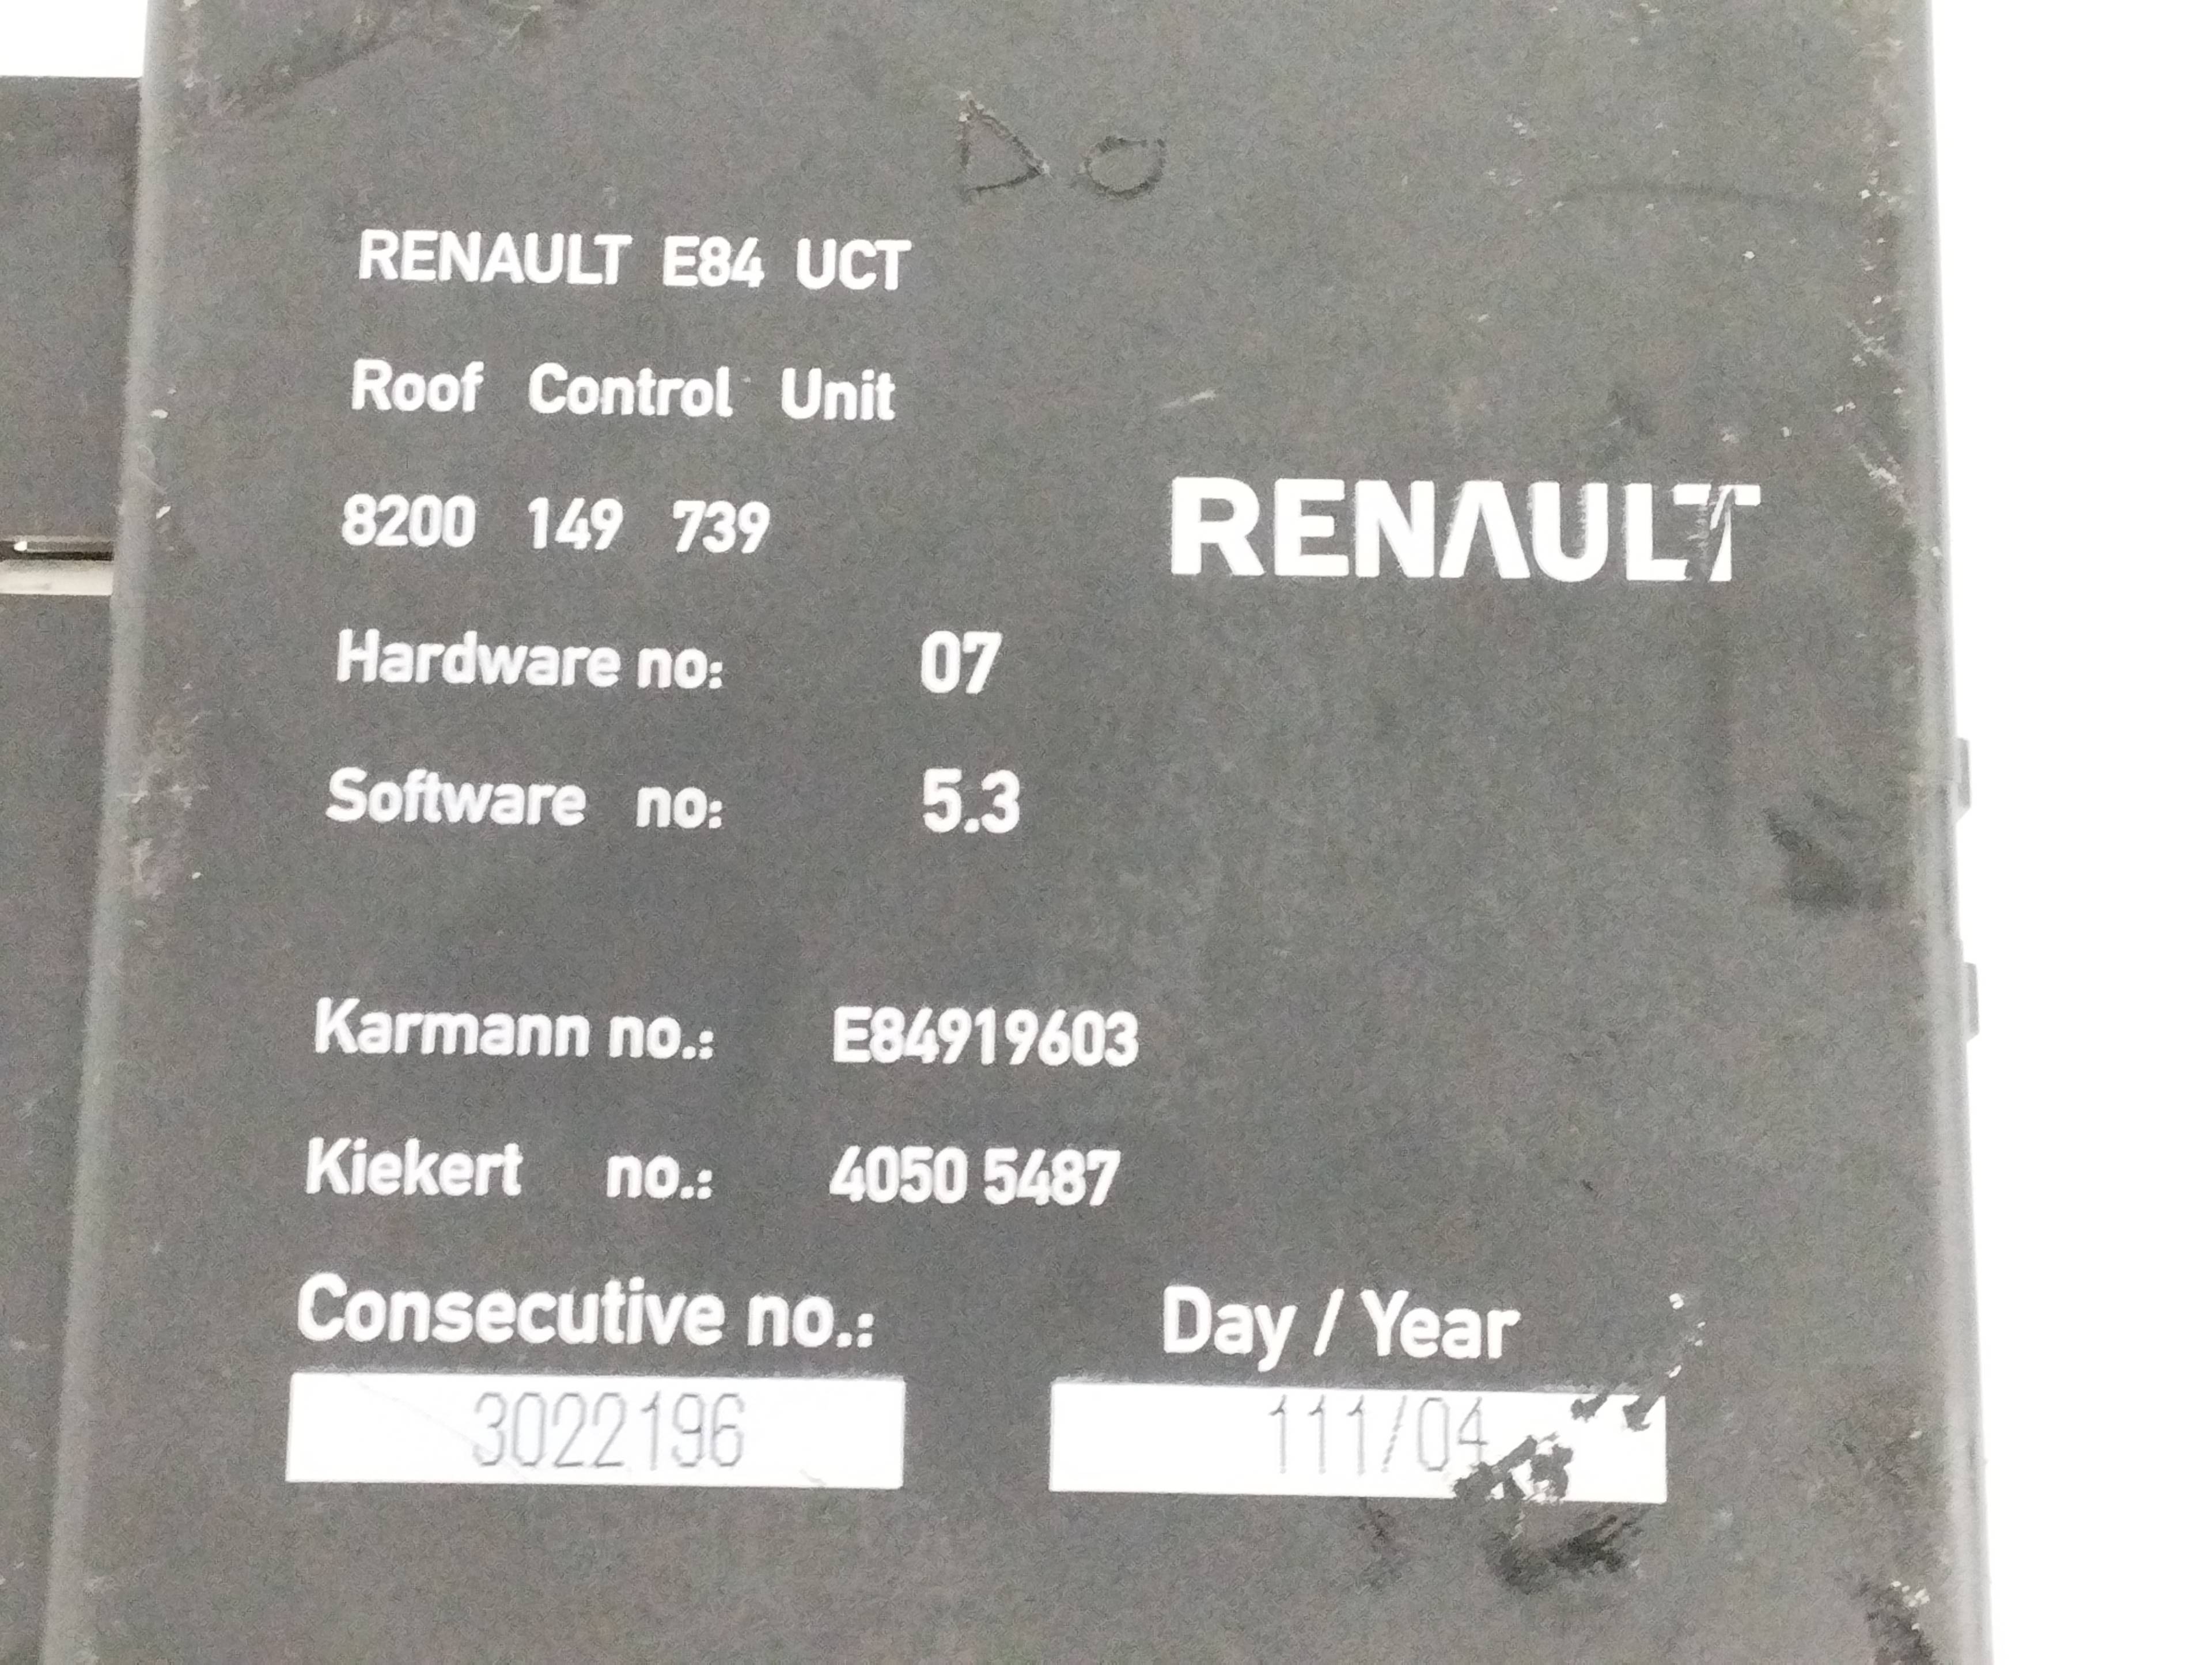 RENAULT E84 UCT
Roof Control Unit
8200 149 739
RENAULT
Hardware no: 07
Software no: 5.3
Karmann no.: E84919603
Kiekert no.: 4050 5487
Consecutive no.: Day / Year
3022196 111/04